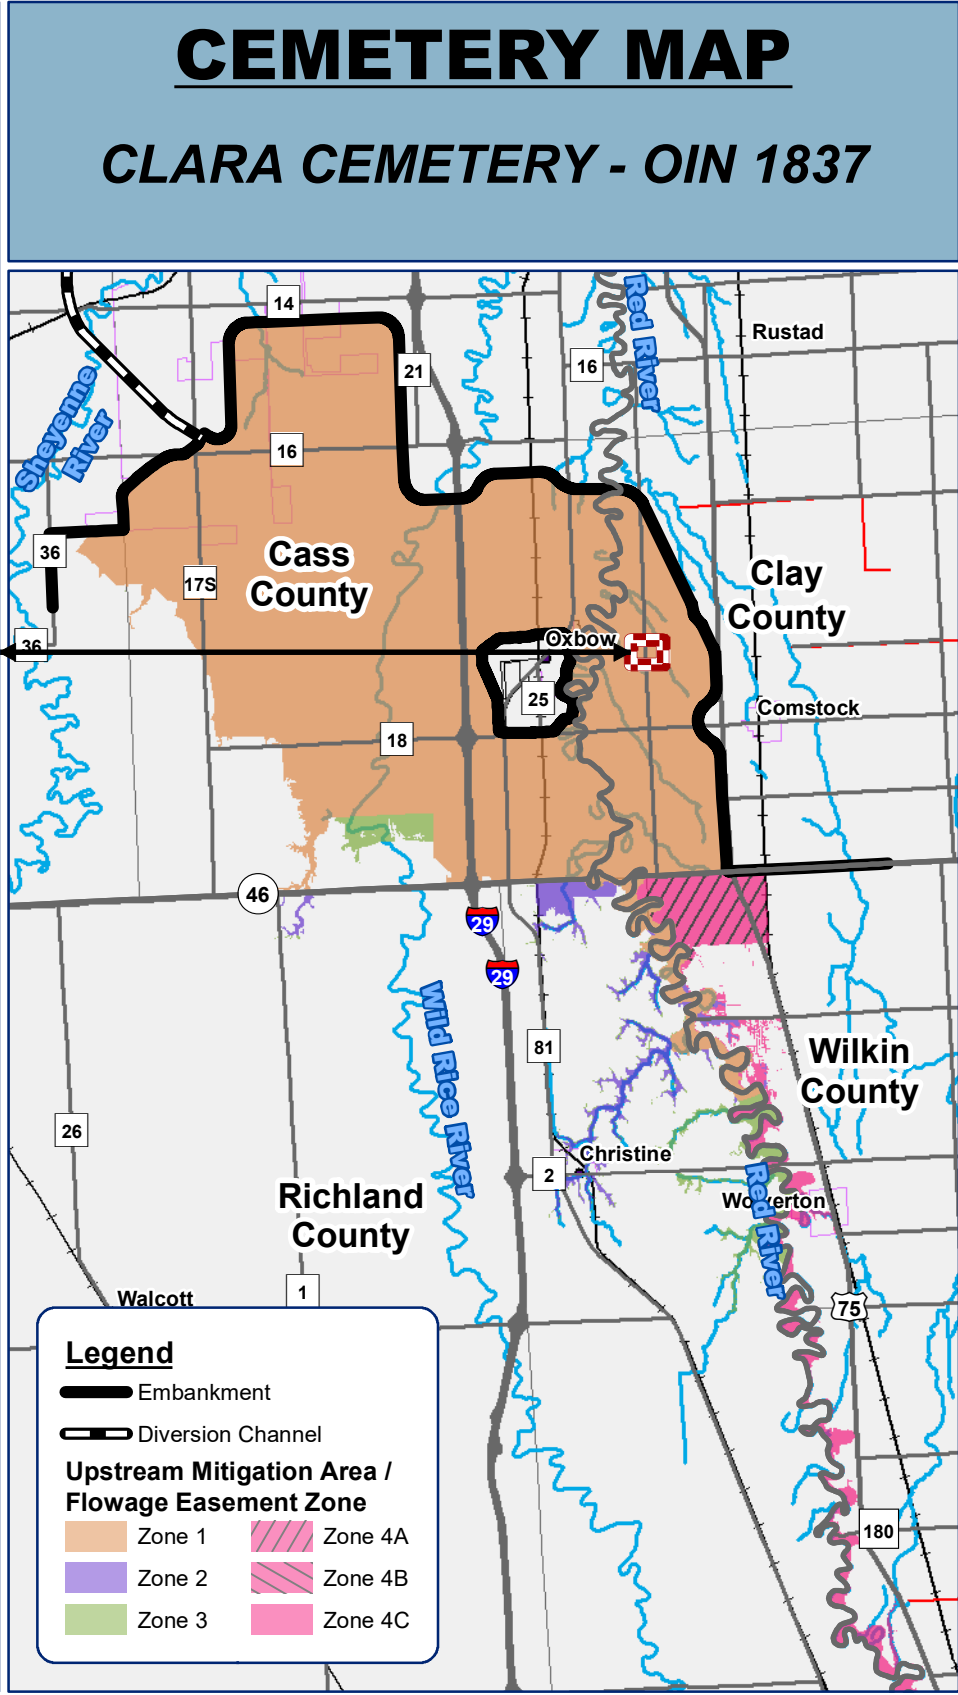 CEMETERY MAP
CLARA CEMETERY - OIN 1837
14
Red River
Rustad
16
21
Sheyenne
River
16
36
Cass
County
17S
Clay
County
36
Oxbow
25
Comstock
18
46
29
29
Wild Rice River
81
Wilkin
County
26
Christine
2
Richland
County
Wolverton
Red River
1
Walcott
75
Legend
Embankment
Diversion Channel
Upstream Mitigation Area /
Flowage Easement Zone
Zone 1
Zone 4A
Zone 2
Zone 4B
Zone 3
Zone 4C
180